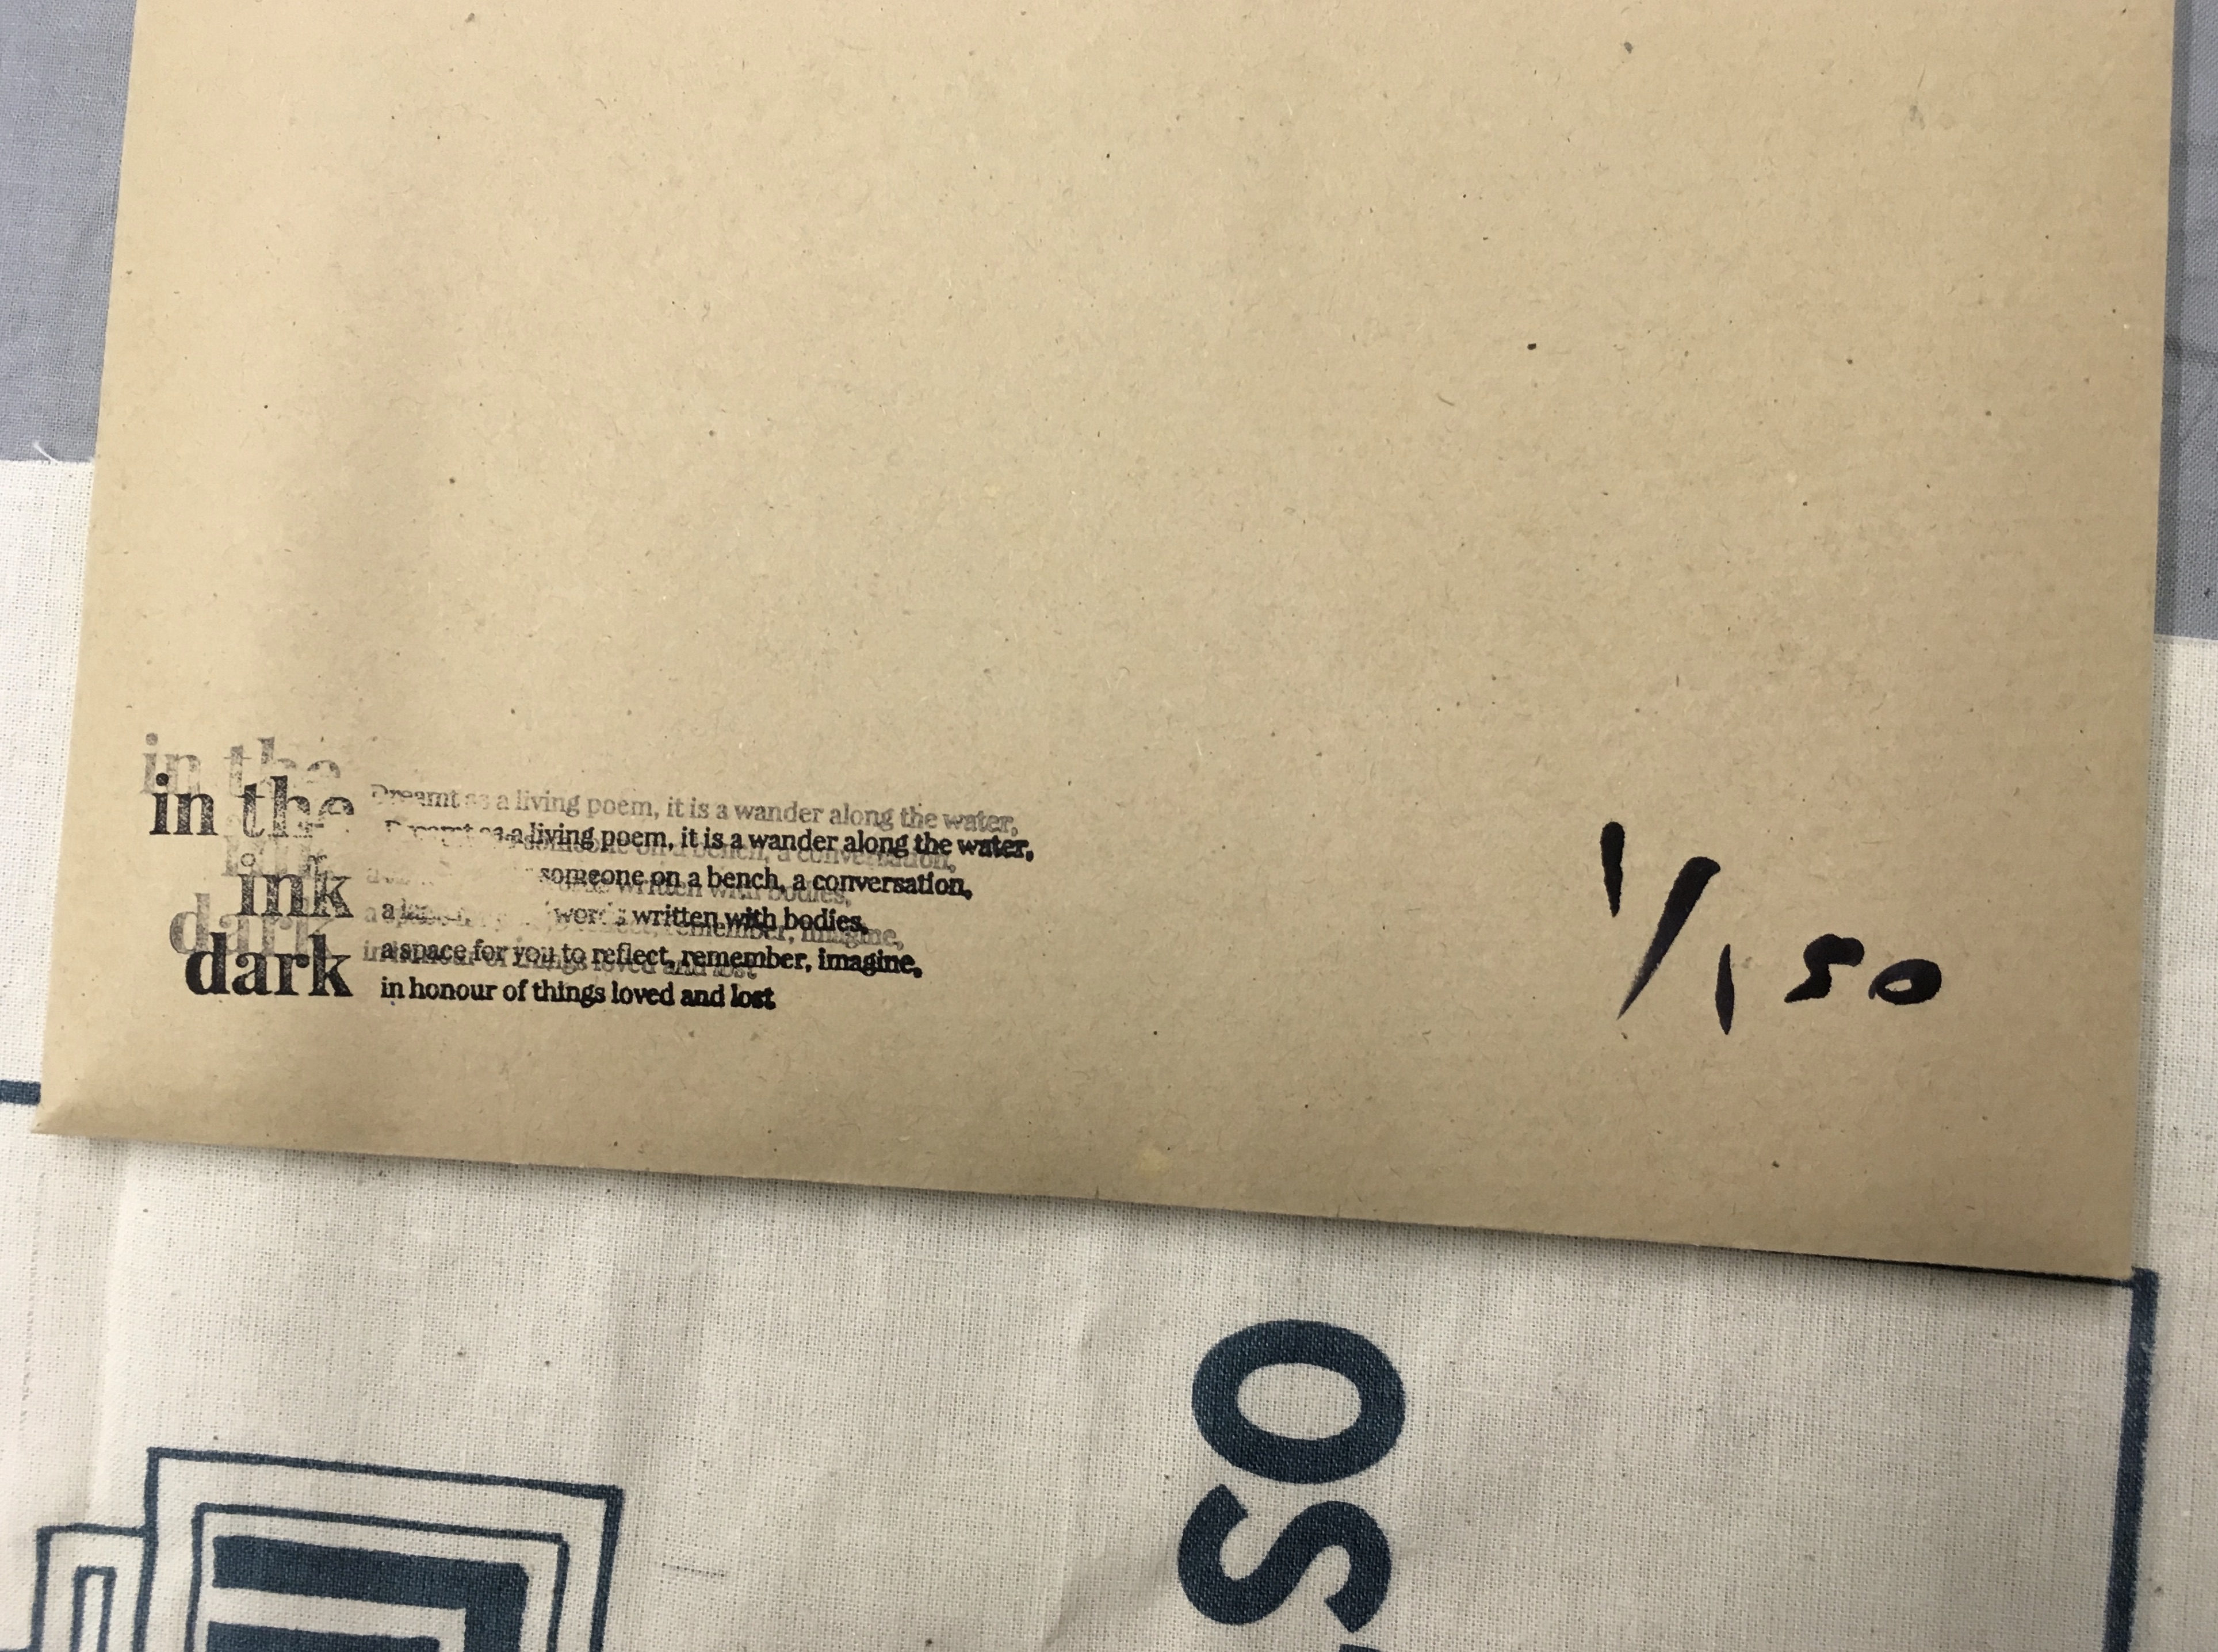 in the
ink
dark
Dreamt as a living poem, it is a wander along the water,
someone on a bench, a conversation,
a words written with bodies,
a space for you to reflect, remember, imagine,
in honour of things loved and lost
1/150
OS